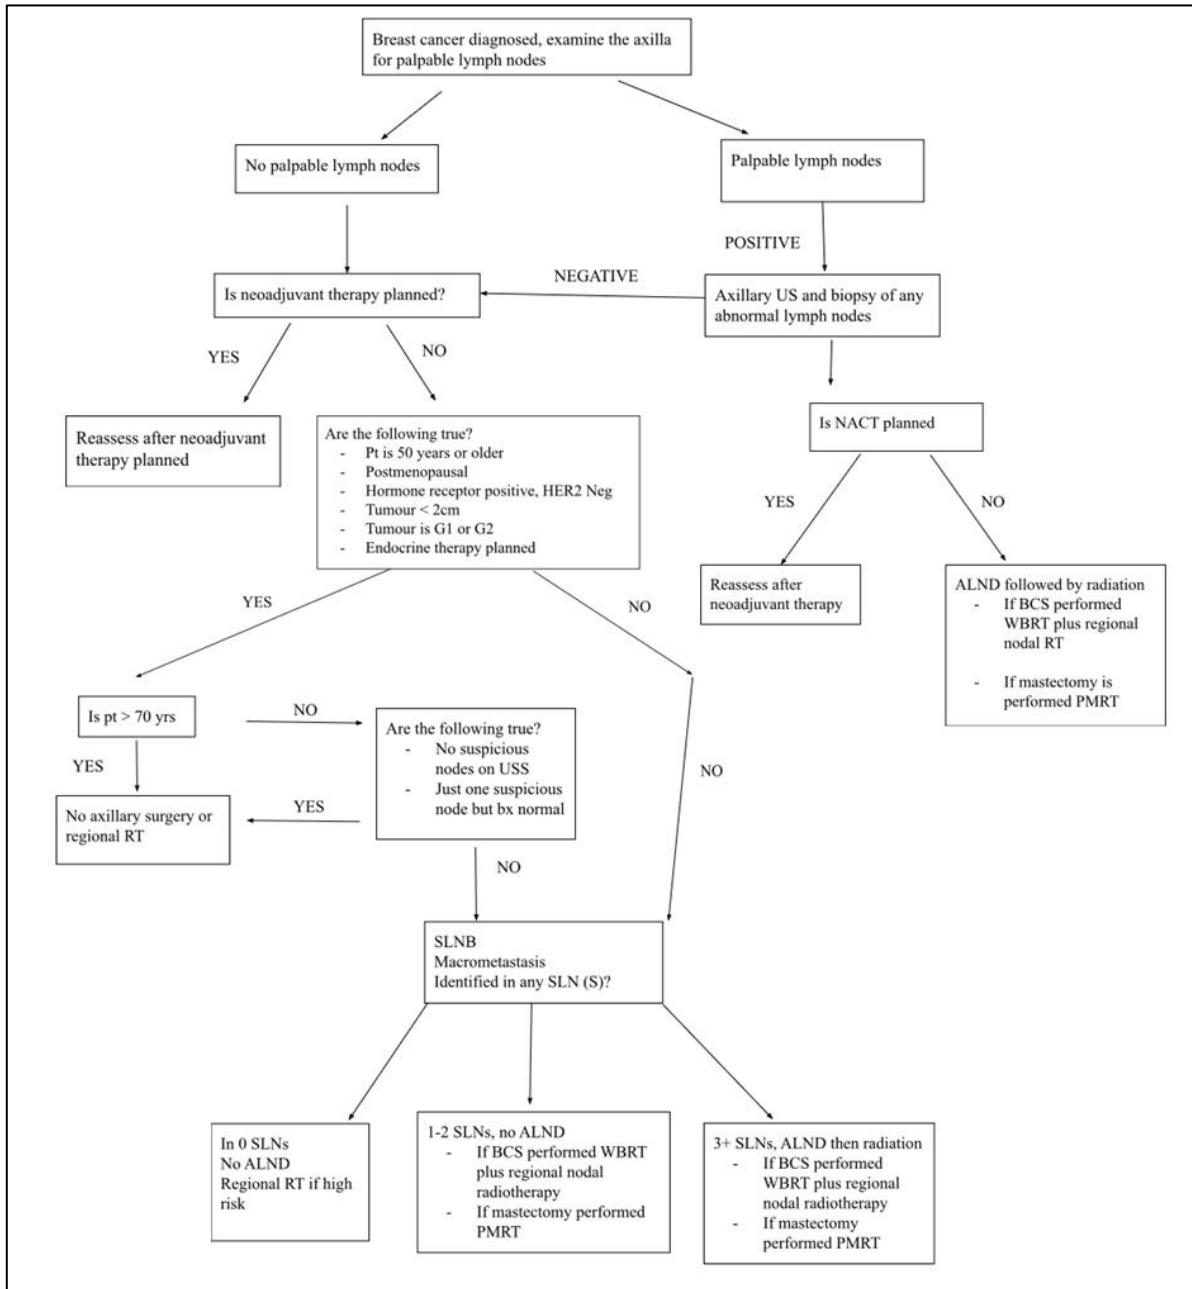 Breast cancer diagnosed, examine the axilla
for palpable lymph nodes
No palpable lymph nodes
Palpable lymph nodes
POSITIVE
NEGATIVE
Is neoadjuvant therapy planned?
Axillary US and biopsy of any
abnormal lymph nodes
YES
NO
Reassess after neoadjuvant
therapy planned
Are the following true?
- Pt is 50 years or older
- Postmenopausal
- Hormone receptor positive, HER2 Neg
- Tumour < 2cm
- Tumour is G1 or G2
- Endocrine therapy planned
Is NACT planned
YES
NO
Reassess after
neoadjuvant therapy
ALND followed by radiation
- If BCS performed
WBRT plus regional
nodal RT
- If mastectomy is
performed PMRT
YES
NO
Is pt > 70 yrs
NO
Are the following true?
- No suspicious
nodes on USS
- Just one suspicious
node but bx normal
YES
YES
NO
No axillary surgery or
regional RT
NO
SLNB
Macrometastasis
Identified in any SLN (S)?
In 0 SLNs
No ALND
Regional RT if high
risk
1-2 SLNs, no ALND
- If BCS performed WBRT
plus regional nodal
radiotherapy
- If mastectomy performed
PMRT
3+ SLNs, ALND then radiation
- If BCS performed
WBRT plus regional
nodal radiotherapy
- If mastectomy
performed PMRT